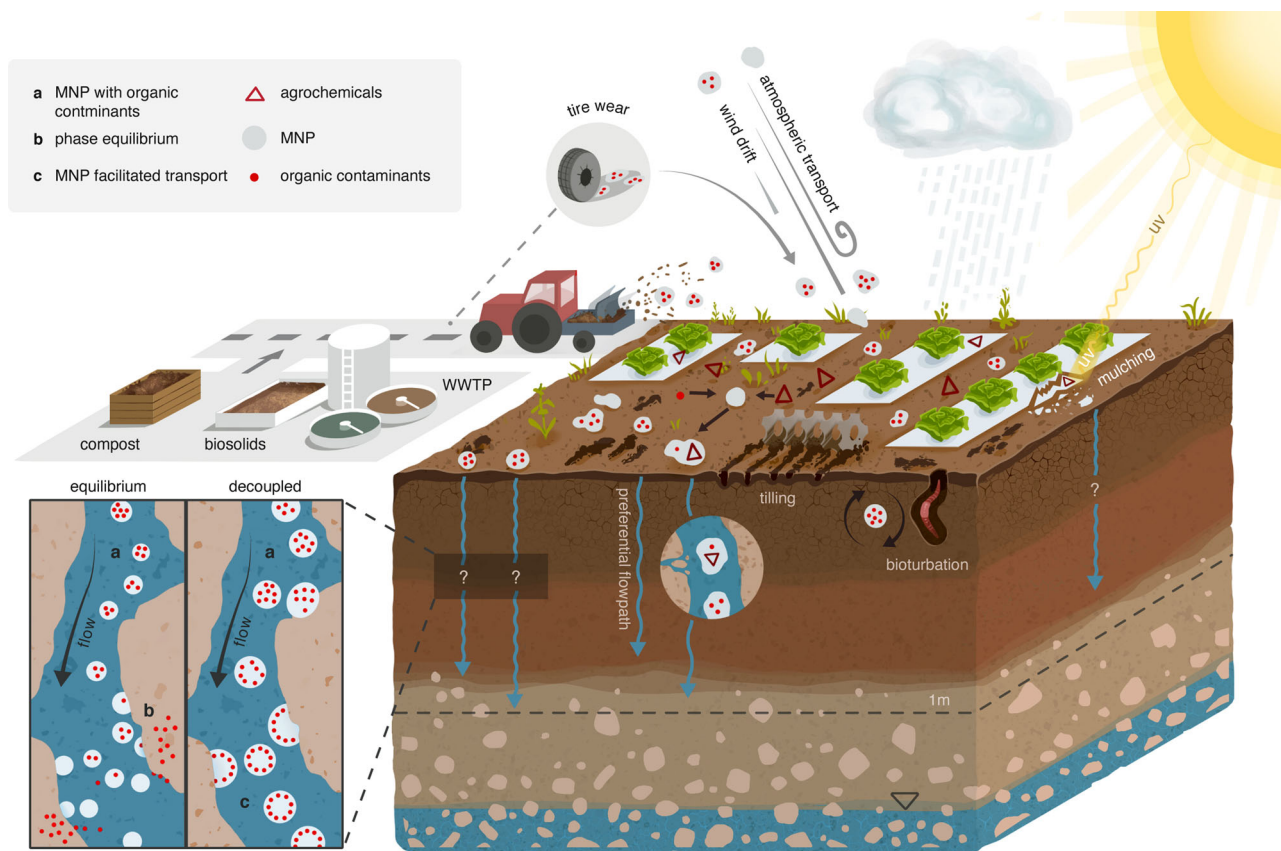 a MNP with organic
contminants
b phase equilibrium
c MNP facilitated transport
agrochemicals
MNP
organic contaminants
tire wear
wind drift
atmospheric transport
uv
uv
mulching
WWTP
compost
biosolids
equilibrium
decoupled
a
flow
b
a
flow
c
?
?
preferential flowpath
tilling
bioturbation
?
1m